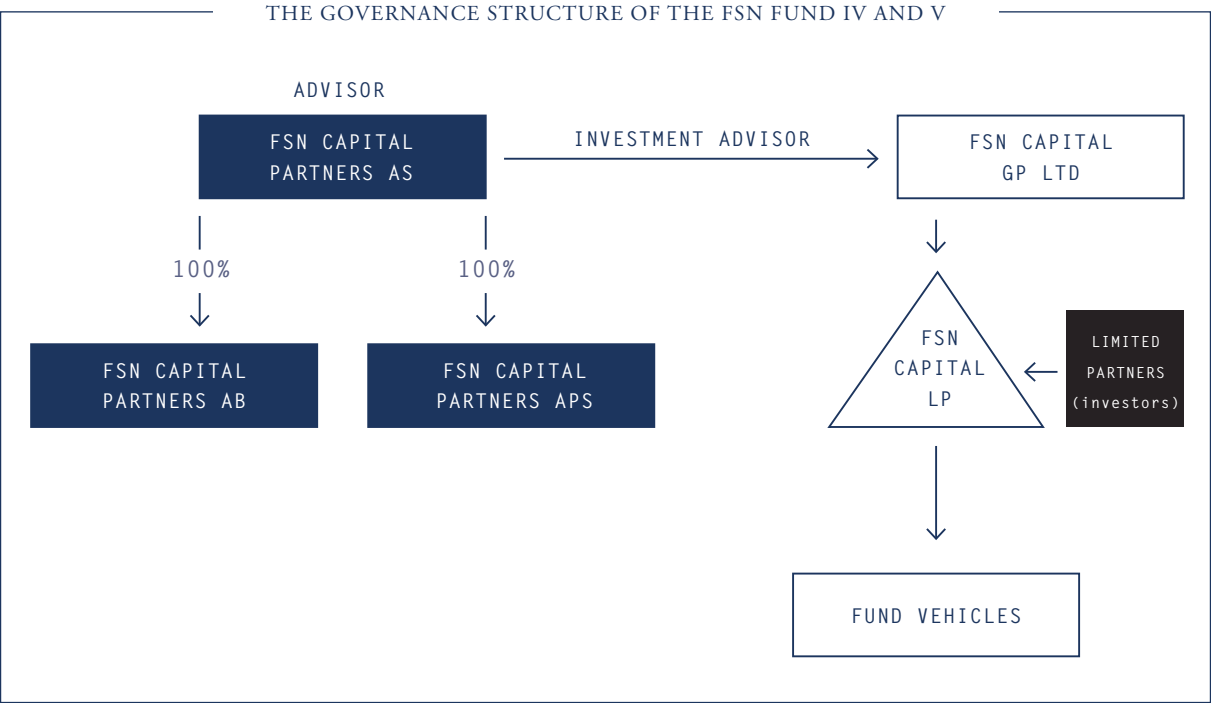 THE GOVERNANCE STRUCTURE OF THE FSN FUND IV AND V
ADVISOR
FSN CAPITAL
PARTNERS AS
INVESTMENT ADVISOR
FSN CAPITAL
GP LTD
100%
100%
FSN CAPITAL
PARTNERS AB
FSN CAPITAL
PARTNERS APS
FSN
CAPITAL
LP
LIMITED
PARTNERS
(investors)
FUND VEHICLES